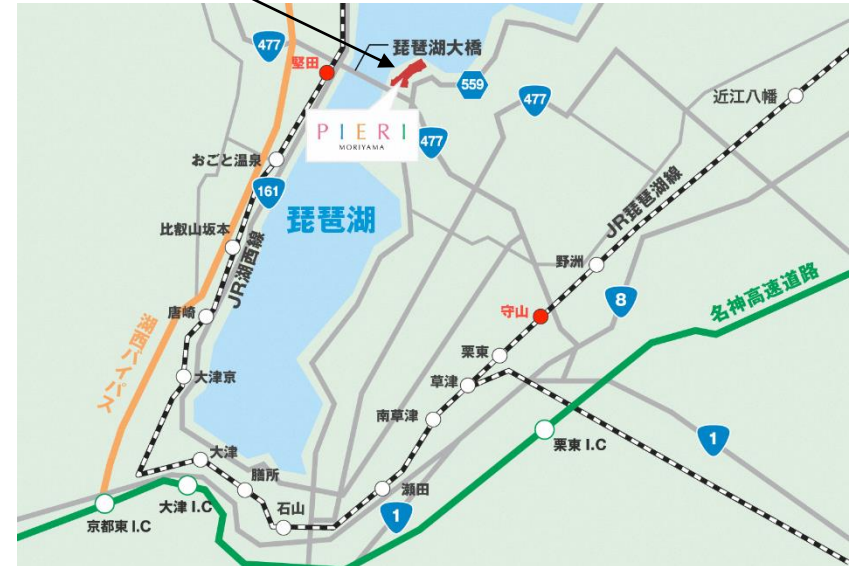 477
堅田
琵琶湖大橋
559
477
近江八幡
PIERI
MORIYAMA
477
おごと温泉
161
琵琶湖
JR琵琶湖線
比叡山坂本
JR湖西線
野洲
8
名神高速道路
唐崎
守山
湖西バイパス
栗東
大津京
草津
南草津
栗東 I.C
1
大津
膳所
瀬田
大津 I.C
石山
1
京都東 I.C